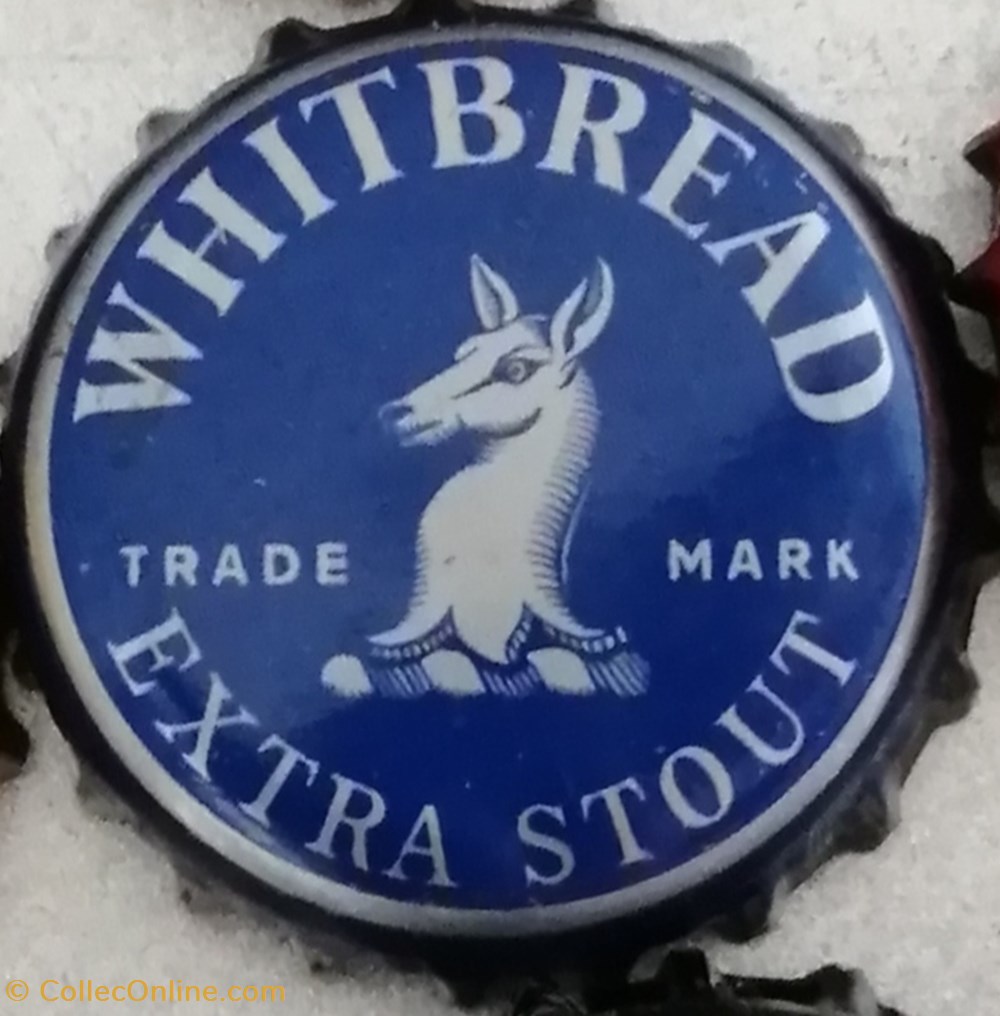 WHITBREAD
TRADE MARK
EXTRA STOUT
© CollecOnline.com